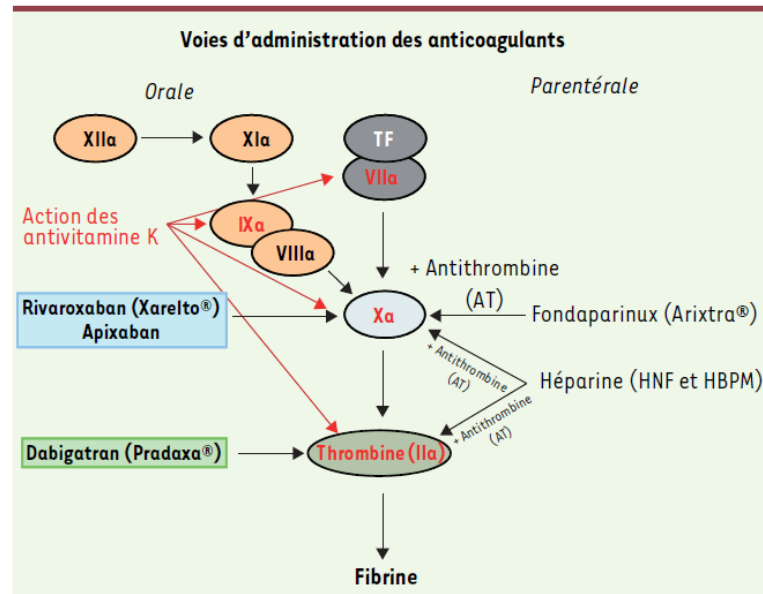 Voies d’administration des anticoagulants
Orale
Parentérale
XIIa
XIa
TF
VIIa
Action des
antivitamine K
IXa
VIIIa
+ Antithrombine
(AT)
Rivaroxaban (Xarelto®)
Apixaban
Xa
Fondaparinux (Arixtra®)
+ Antithrombine
(AT)
Héparine (HNF et HBPM)
+ Antithrombine
(AT)
Dabigatran (Pradaxa®)
Thrombine (IIa)
Fibrine